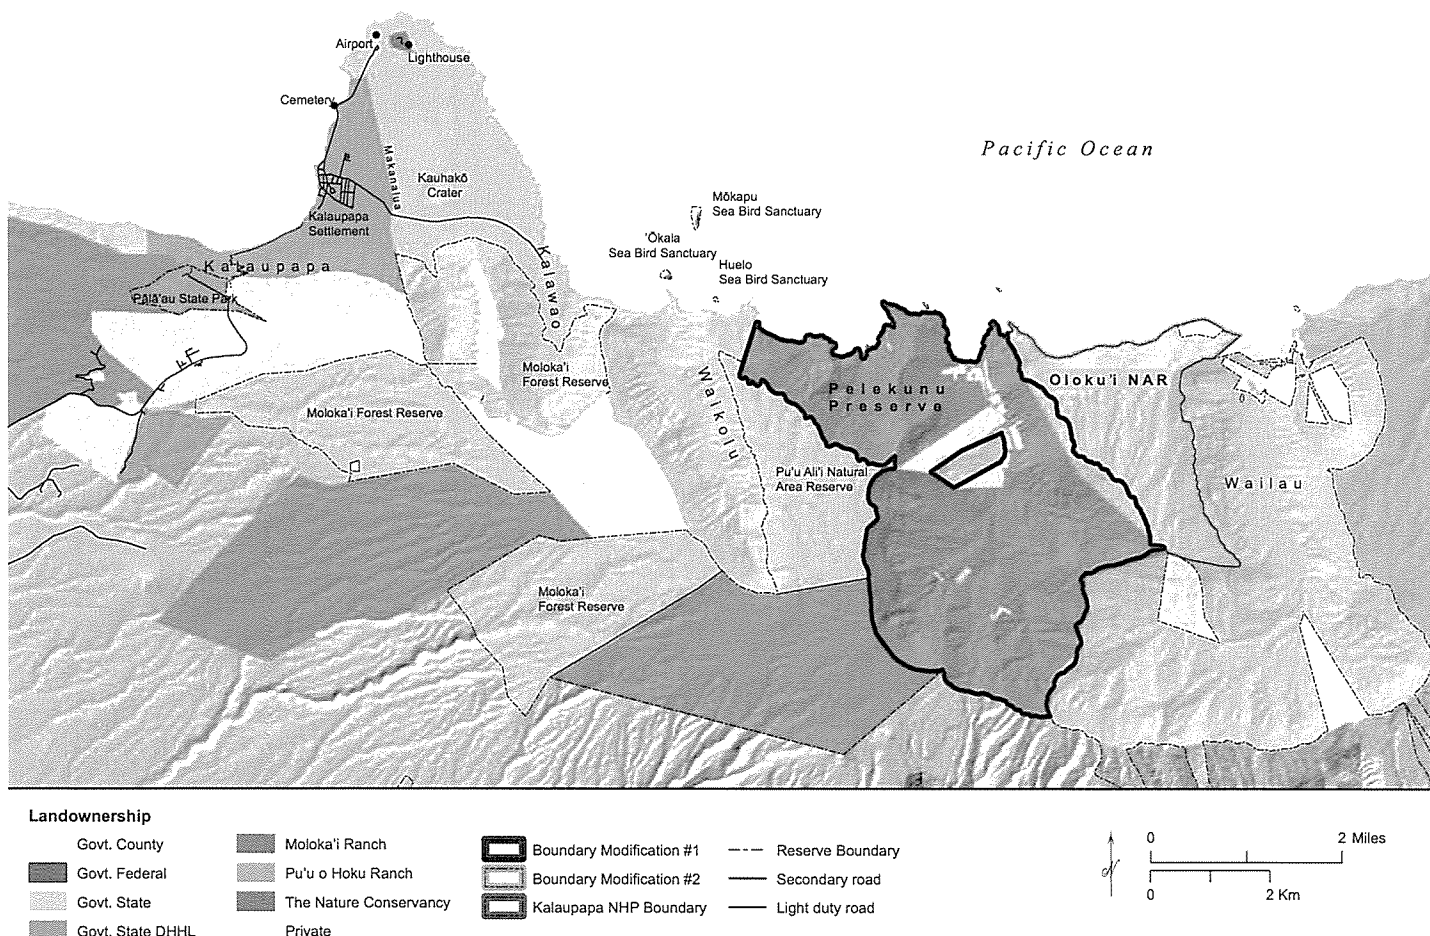 Airport
Lighthouse
Cemetery
Pacific Ocean
Makanalua
Kauhakō
Crater
Mōkapu
Sea Bird Sanctuary
Kalaupapa
Settlement
'Ōkala
Sea Bird Sanctuary
Kalawao
Huelo
Sea Bird Sanctuary
Kalaupapa
Pālā'au State Park
Moloka'i
Forest Reserve
Waikolu
Pelekunu
Preserve
Oloku'i NAR
Moloka'i Forest Reserve
Pu'u Ali'i Natural
Area Reserve
Wailau
Moloka'i
Forest Reserve
Landownership
Govt. County
Govt. Federal
Govt. State
Govt. State DHHL
Moloka'i Ranch
Pu'u o Hoku Ranch
The Nature Conservancy
Private
Boundary Modification #1
Boundary Modification #2
Kalaupapa NHP Boundary
Reserve Boundary
Secondary road
Light duty road
N
0 2 Miles
0 2 Km